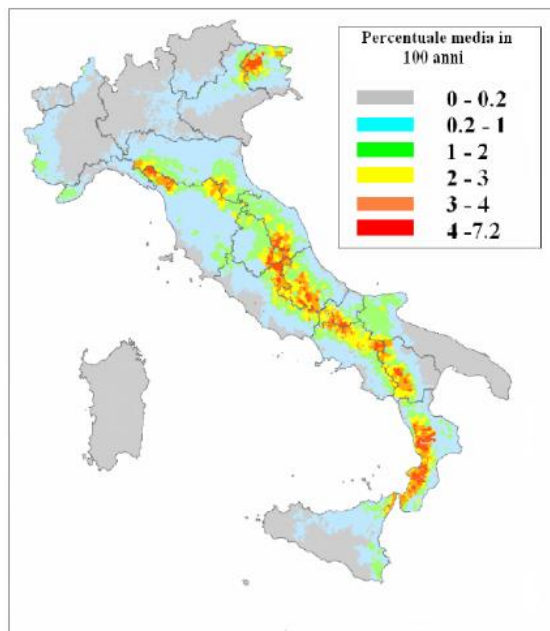 Percentuale media in
100 anni
0 - 0.2
0.2 - 1
1 - 2
2 - 3
3 - 4
4 -7.2